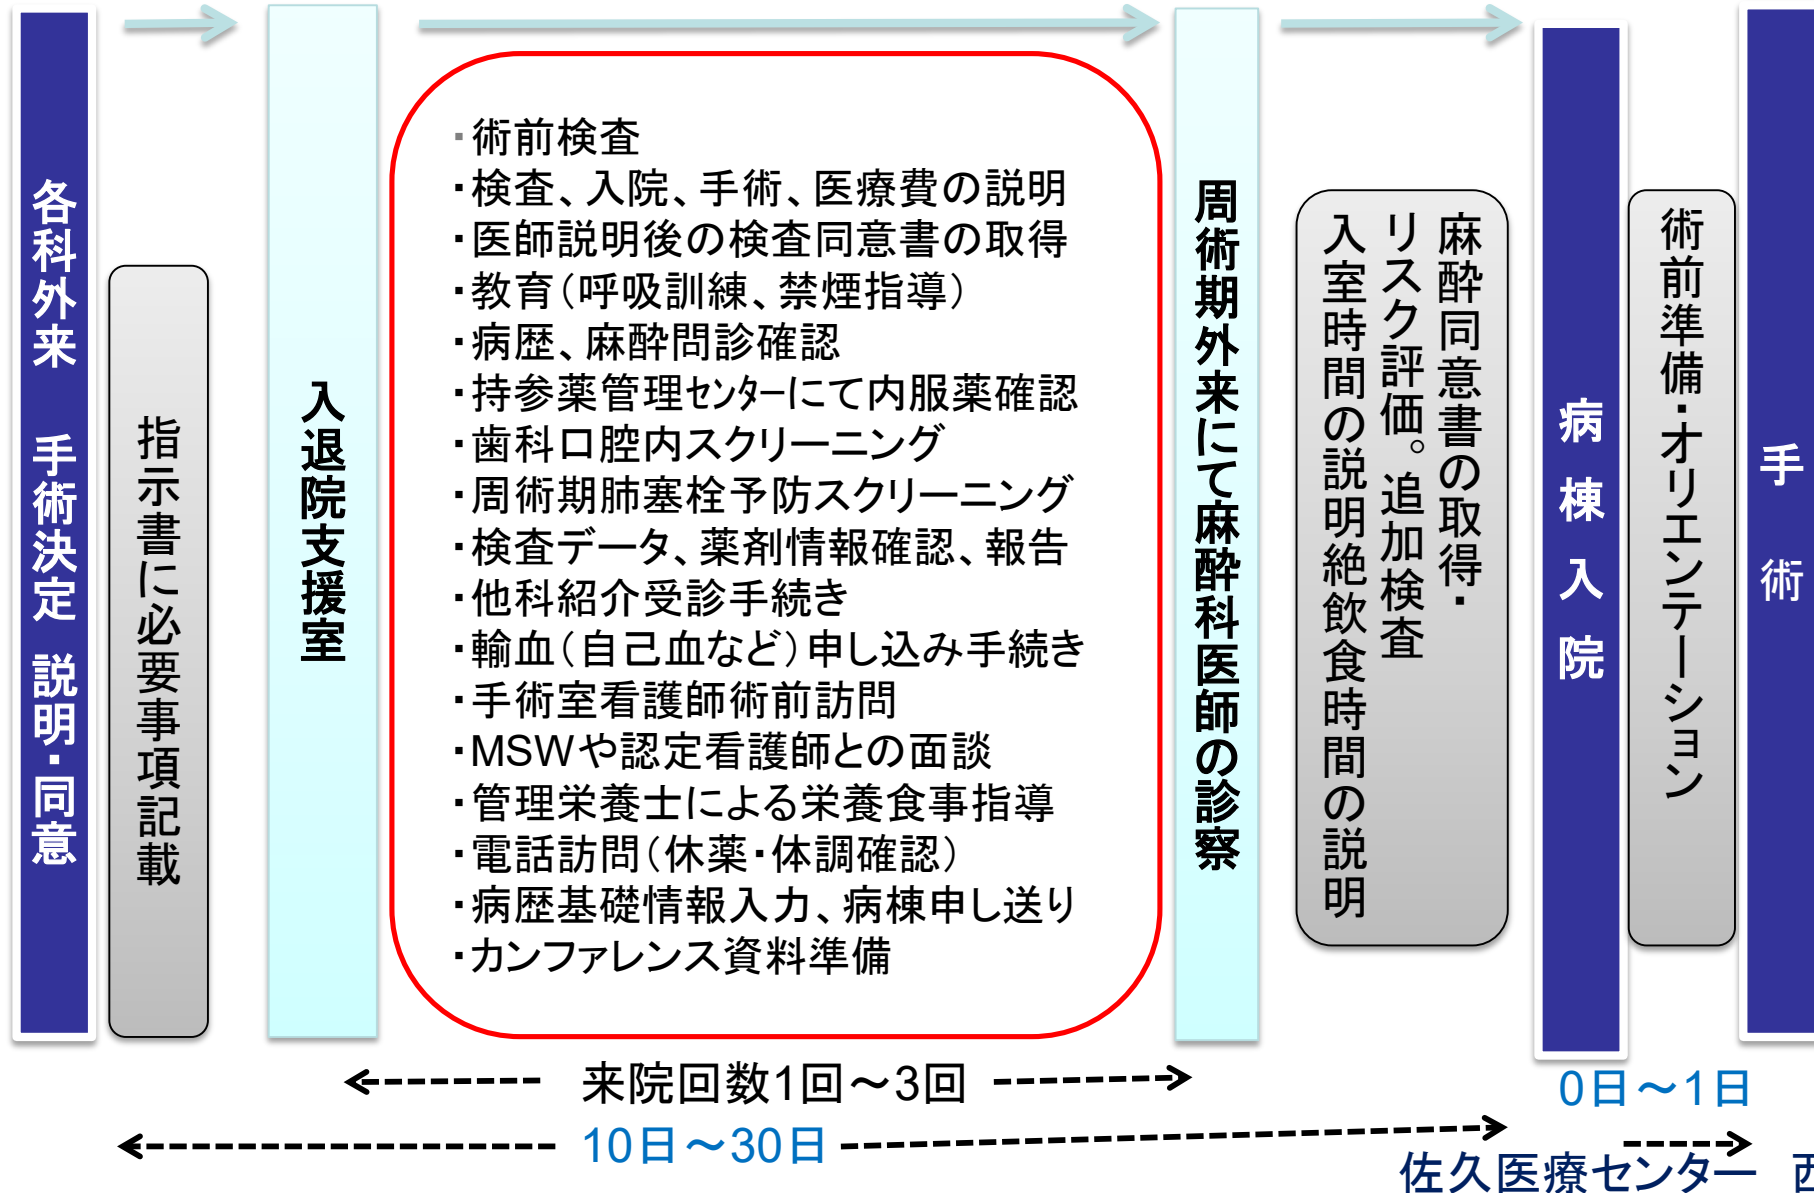 各科外来 手術決定 説明・同意
指示書に必要事項記載
入退院支援室
・術前検査
・検査、入院、手術、医療費の説明
・医師説明後の検査同意書の取得
・教育（呼吸訓練、禁煙指導）
・病歴、麻酔問診確認
・持参薬管理ｾﾝﾀｰにて内服薬確認
・歯科口腔内スクリーニング
・周術期肺塞栓予防スクリーニング
・検査データ、薬剤情報確認、報告
・他科紹介受診手続き
・輸血（自己血など）申し込み手続き
・手術室看護師術前訪問
・MSWや認定看護師との面談
・管理栄養士による栄養食事指導
・電話訪問（休薬・体調確認）
・病歴基礎情報入力、病棟申し送り
・カンファレンス資料準備
周術期外来にて麻酔科医師の診察
麻酔同意書の取得・
リスク評価。追加検査
入室時間の説明絶飲食時間の説明
病棟入院
術前準備・オリエンテーション
手術
来院回数1回～3回
10日～30日
0日～1日
佐久医療センター